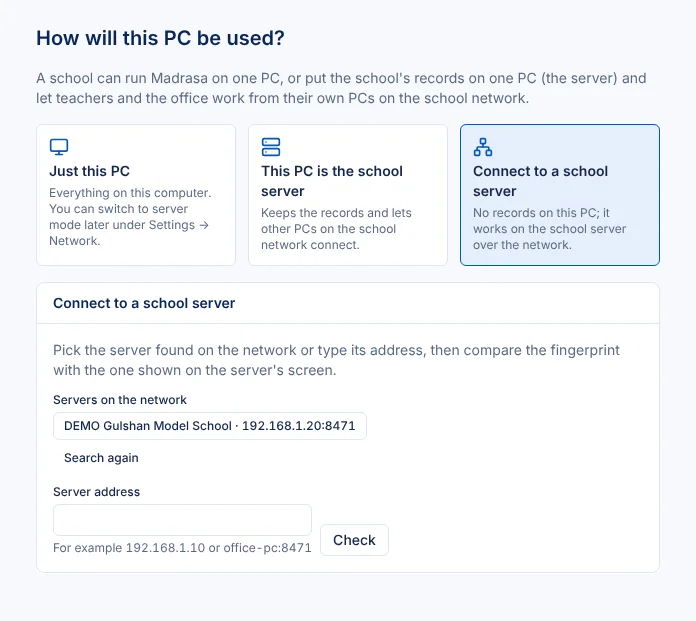 How will this PC be used?
A school can run Madrasa on one PC, or put the school's records on one PC (the server) and
let teachers and the office work from their own PCs on the school network.
Just this PC
Everything on this computer.
You can switch to server
mode later under Settings →
Network.
This PC is the school
server
Keeps the records and lets
other PCs on the school
network connect.
Connect to a school
server
No records on this PC; it
works on the school server
over the network.
Connect to a school server
Pick the server found on the network or type its address, then compare the fingerprint
with the one shown on the server's screen.
Servers on the network
DEMO Gulshan Model School · 192.168.1.20:8471
Search again
Server address
Check
For example 192.168.1.10 or office-pc:8471